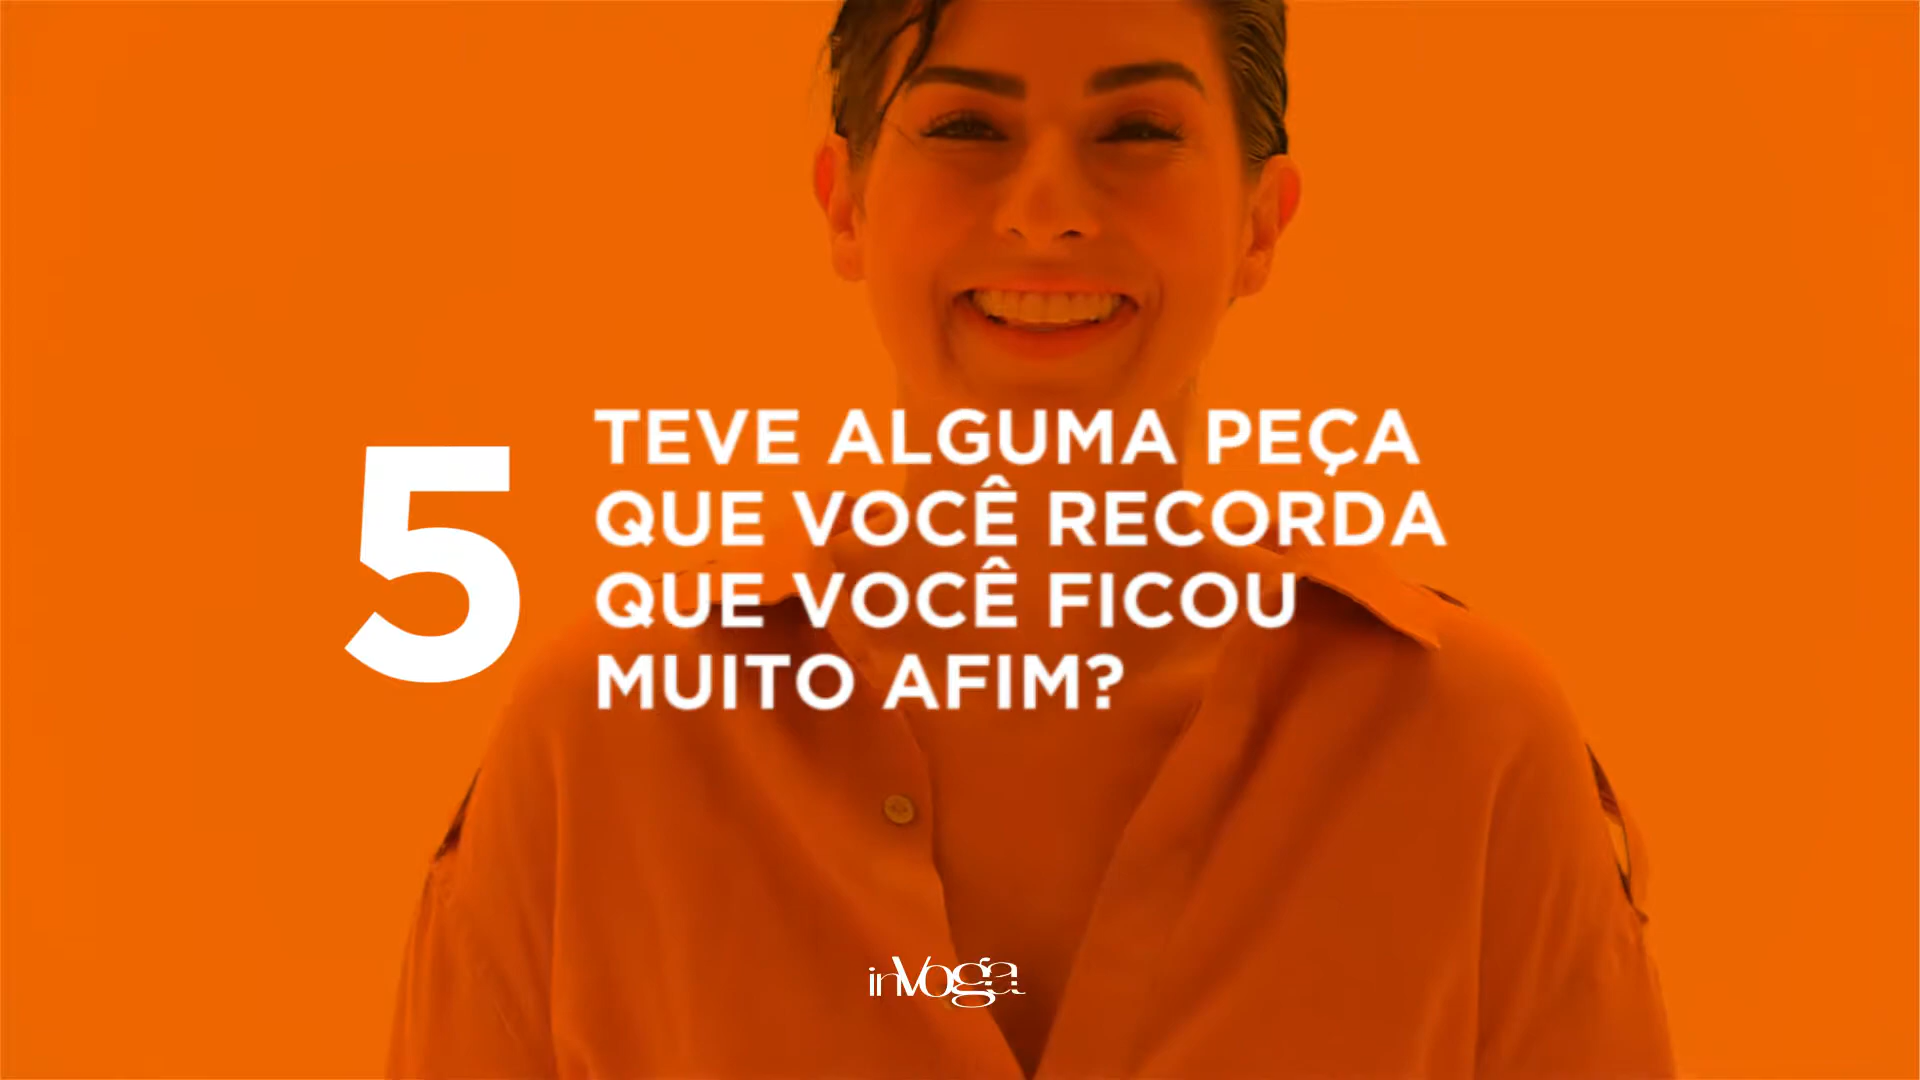 5
TEVE ALGUMA PEÇA
QUE VOCÊ RECORDA
QUE VOCÊ FICOU
MUITO AFIM?
inVoga